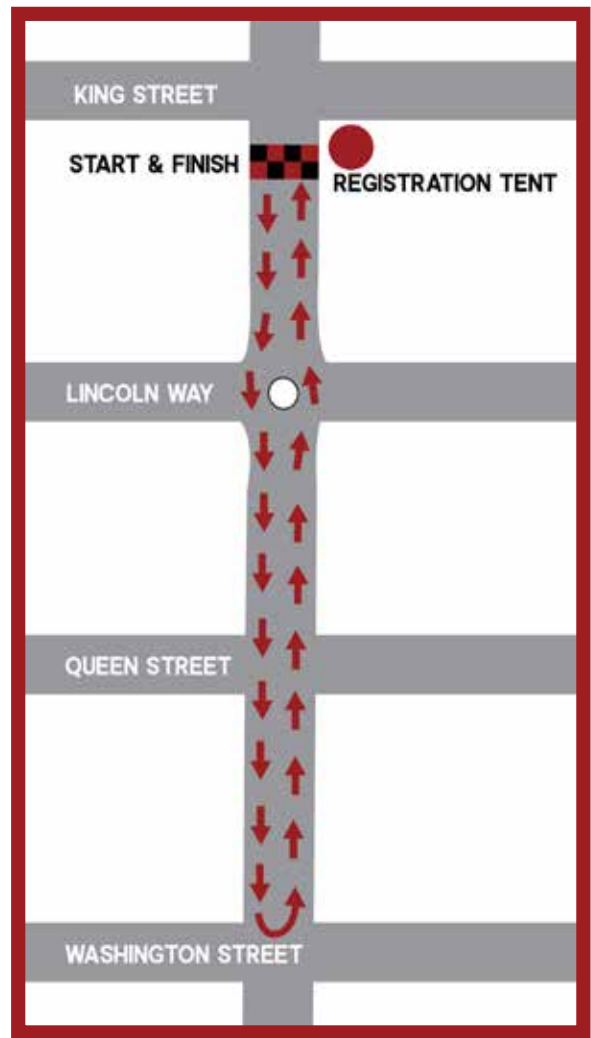 KING STREET
START & FINISH
REGISTRATION TENT
LINCOLN WAY
QUEEN STREET
WASHINGTON STREET